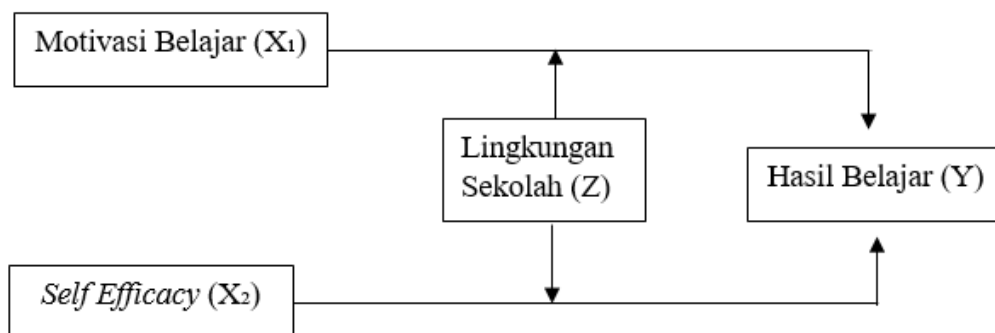 Motivasi Belajar (X₁)
Lingkungan
Sekolah (Z)
Hasil Belajar (Y)
Self Efficacy (X₂)